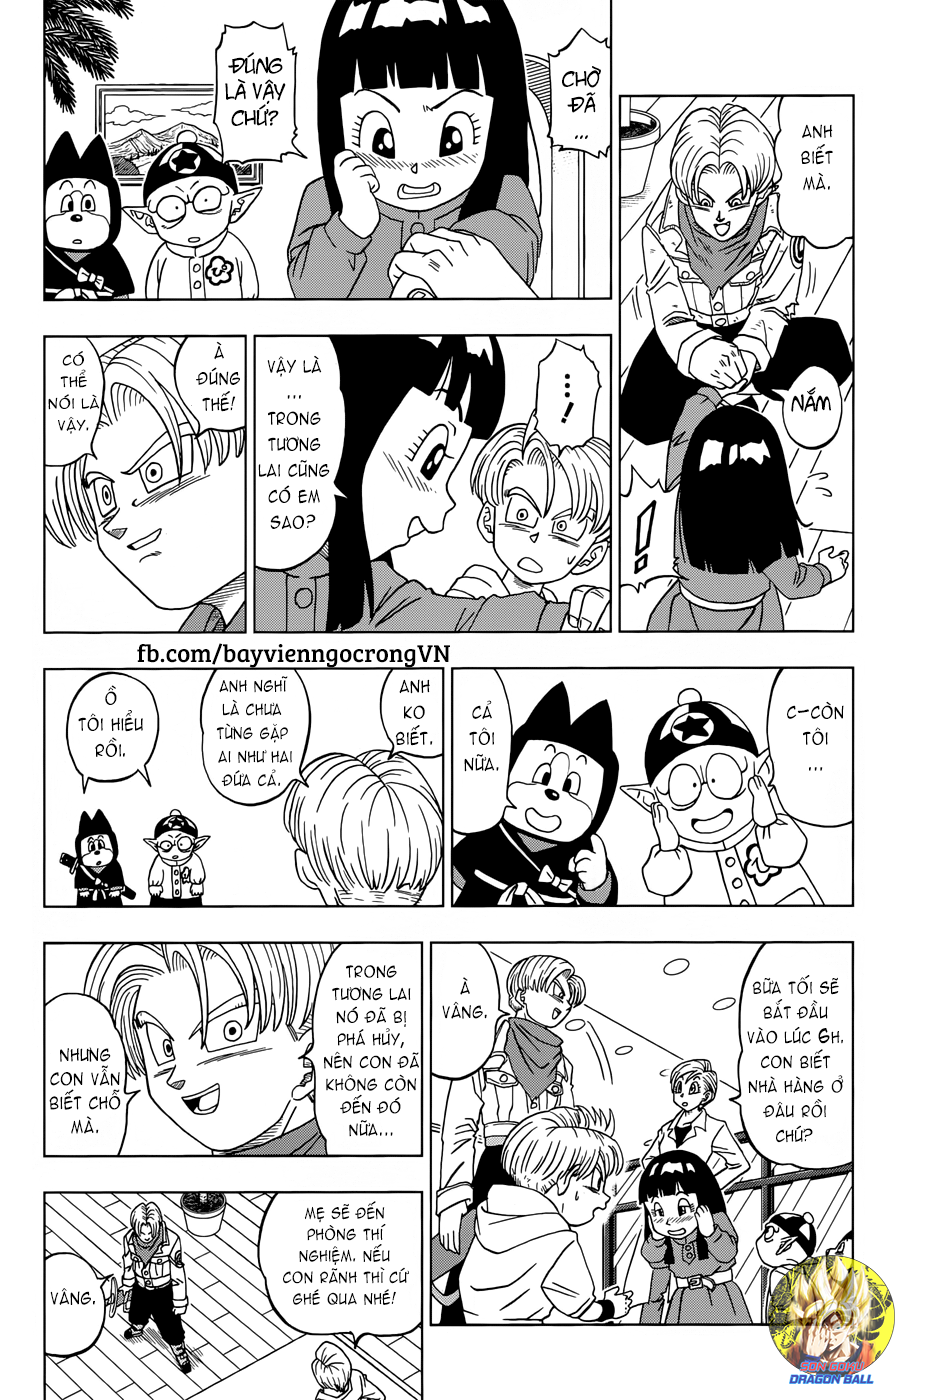 CHỜ
ĐÃ
...
ĐÚNG
LÀ VẬY
CHỨ?
ANH
BIẾT
MÀ.
NẮM
!
À
ĐÚNG
THẾ!
CÓ
THỂ
NÓI LÀ
VẬY.
VẬY LÀ
...
TRONG
TƯƠNG
LAI CŨNG
CÓ EM
SAO?
...!
fb.com/bayvienngocrongVN
Ồ
TÔI HIỂU
RỒI.
ANH NGHĨ
LÀ CHƯA
TỪNG GẶP
AI NHƯ HAI
ĐỨA CẢ.
ANH
KO
BIẾT.
CẢ
TÔI
NỮA.
C-CÒN
TÔI
...
NHƯNG
CON VẪN
BIẾT CHỖ
MÀ.
TRONG
TƯƠNG LAI
NÓ ĐÃ BỊ
PHÁ HỦY,
NÊN CON ĐÃ
KHÔNG CÒN
ĐẾN ĐÓ
NỮA...
À
VÂNG.
BỮA TỐI SẼ
BẮT ĐẦU
VÀO LÚC 6H.
CON BIẾT
NHÀ HÀNG Ở
ĐÂU RỒI
CHỨ?
VÂNG.
MẸ SẼ ĐẾN
PHÒNG THÍ
NGHIỆM. NẾU
CON RẢNH THÌ CỨ
GHÉ QUA NHÉ!
SON GOKU
DRAGON BALL